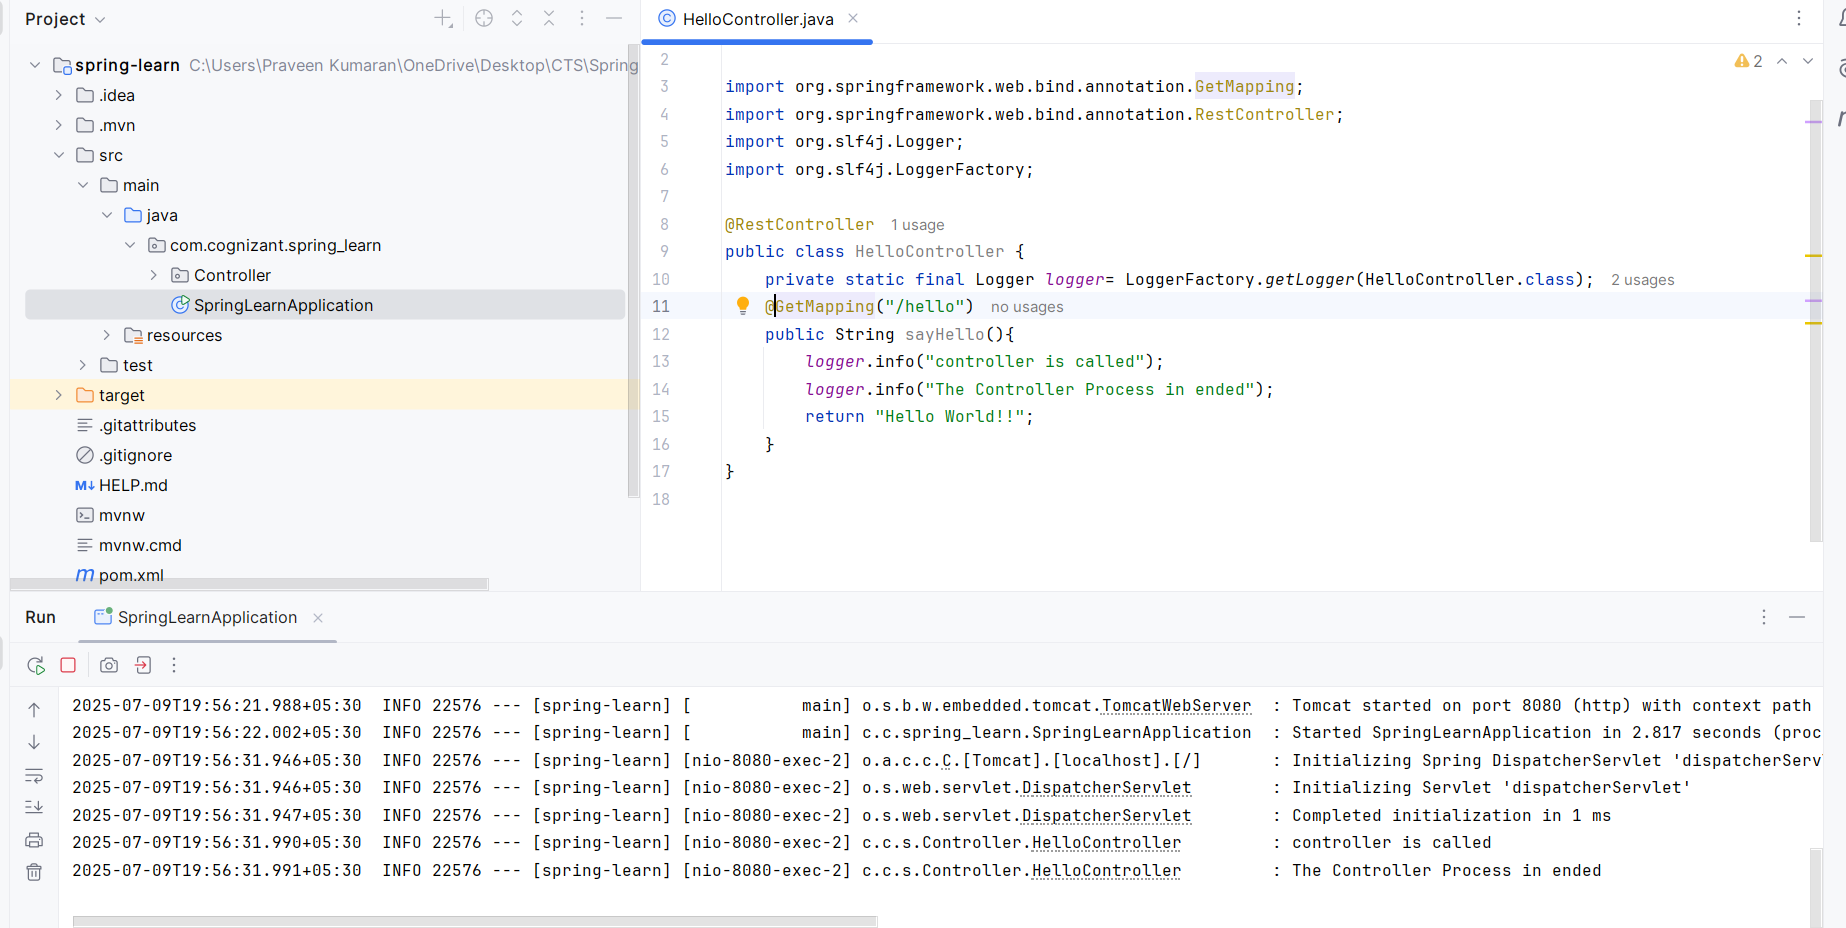 Project
spring-learn C:\Users\Praveen Kumaran\OneDrive\Desktop\CTS\Spring
.idea
.mvn
src
main
java
com.cognizant.spring_learn
Controller
SpringLearnApplication
resources
test
target
.gitattributes
.gitignore
M↓ HELP.md
mvnw
mvnw.cmd
m pom.xml
HelloController.java
2
2
3 import org.springframework.web.bind.annotation.GetMapping;
4 import org.springframework.web.bind.annotation.RestController;
5 import org.slf4j.Logger;
6 import org.slf4j.LoggerFactory;
7
8 @RestController 1 usage
9 public class HelloController {
10 private static final Logger logger= LoggerFactory.getLogger(HelloController.class); 2 usages
11 @GetMapping("/hello") no usages
12 public String sayHello(){
13 logger.info("controller is called");
14 logger.info("The Controller Process in ended");
15 return "Hello World!!";
16 }
17 }
18
Run SpringLearnApplication
2025-07-09T19:56:21.988+05:30 INFO 22576 --- [spring-learn] [ main] o.s.b.w.embedded.tomcat.TomcatWebServer : Tomcat started on port 8080 (http) with context path
2025-07-09T19:56:22.002+05:30 INFO 22576 --- [spring-learn] [ main] c.c.spring_learn.SpringLearnApplication : Started SpringLearnApplication in 2.817 seconds (proc
2025-07-09T19:56:31.946+05:30 INFO 22576 --- [spring-learn] [nio-8080-exec-2] o.a.c.c.C.[Tomcat].[localhost].[/] : Initializing Spring DispatcherServlet 'dispatcherServ
2025-07-09T19:56:31.946+05:30 INFO 22576 --- [spring-learn] [nio-8080-exec-2] o.s.web.servlet.DispatcherServlet : Initializing Servlet 'dispatcherServlet'
2025-07-09T19:56:31.947+05:30 INFO 22576 --- [spring-learn] [nio-8080-exec-2] o.s.web.servlet.DispatcherServlet : Completed initialization in 1 ms
2025-07-09T19:56:31.990+05:30 INFO 22576 --- [spring-learn] [nio-8080-exec-2] c.c.s.Controller.HelloController : controller is called
2025-07-09T19:56:31.991+05:30 INFO 22576 --- [spring-learn] [nio-8080-exec-2] c.c.s.Controller.HelloController : The Controller Process in ended